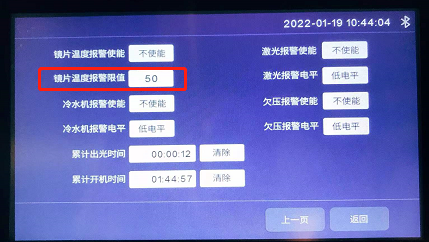 2022-01-19 10:44:04
镜片温度报警使能 不使能 激光报警使能 不使能
镜片温度报警限值 50 激光报警电平 低电平
冷水机报警使能 不使能 欠压报警使能 不使能
冷水机报警电平 低电平 欠压报警电平 低电平
累计出光时间 00:00:12 清除
累计开机时间 01:44:57 清除
上一页 返回